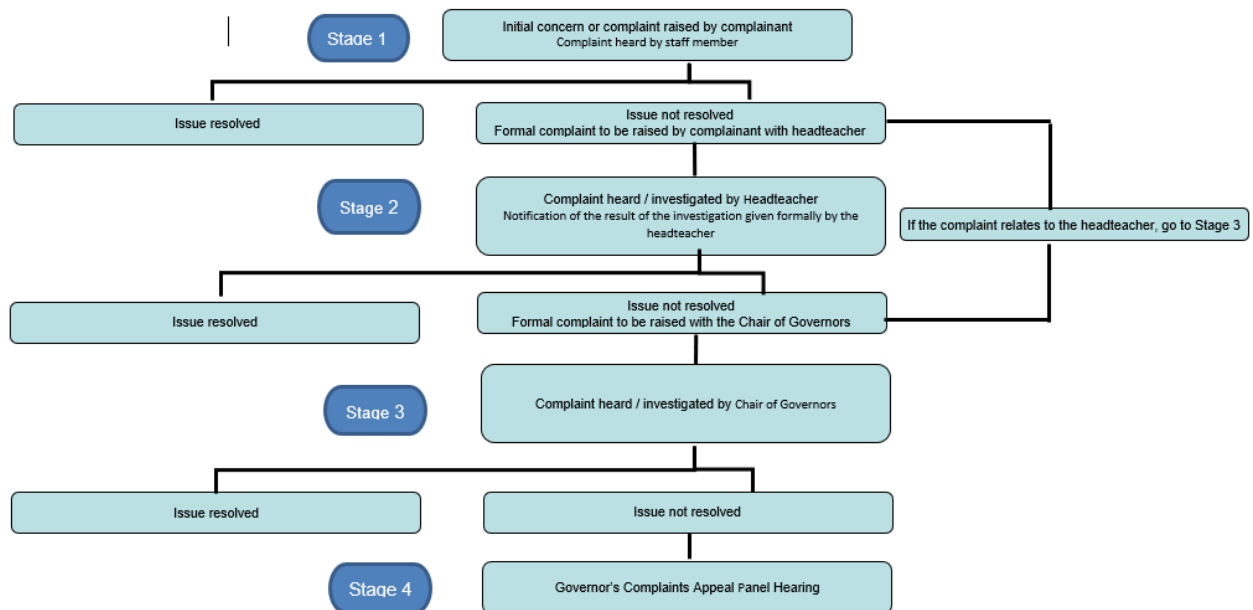 Stage 1
Initial concern or complaint raised by complainant
Complaint heard by staff member
Issue resolved
Issue not resolved
Formal complaint to be raised by complainant with headteacher
Stage 2
Complaint heard / investigated by Headteacher
Notification of the result of the investigation given formally by the
headteacher
If the complaint relates to the headteacher, go to Stage 3
Issue resolved
Issue not resolved
Formal complaint to be raised with the Chair of Governors
Stage 3
Complaint heard / investigated by Chair of Governors
Issue resolved
Issue not resolved
Stage 4
Governor's Complaints Appeal Panel Hearing